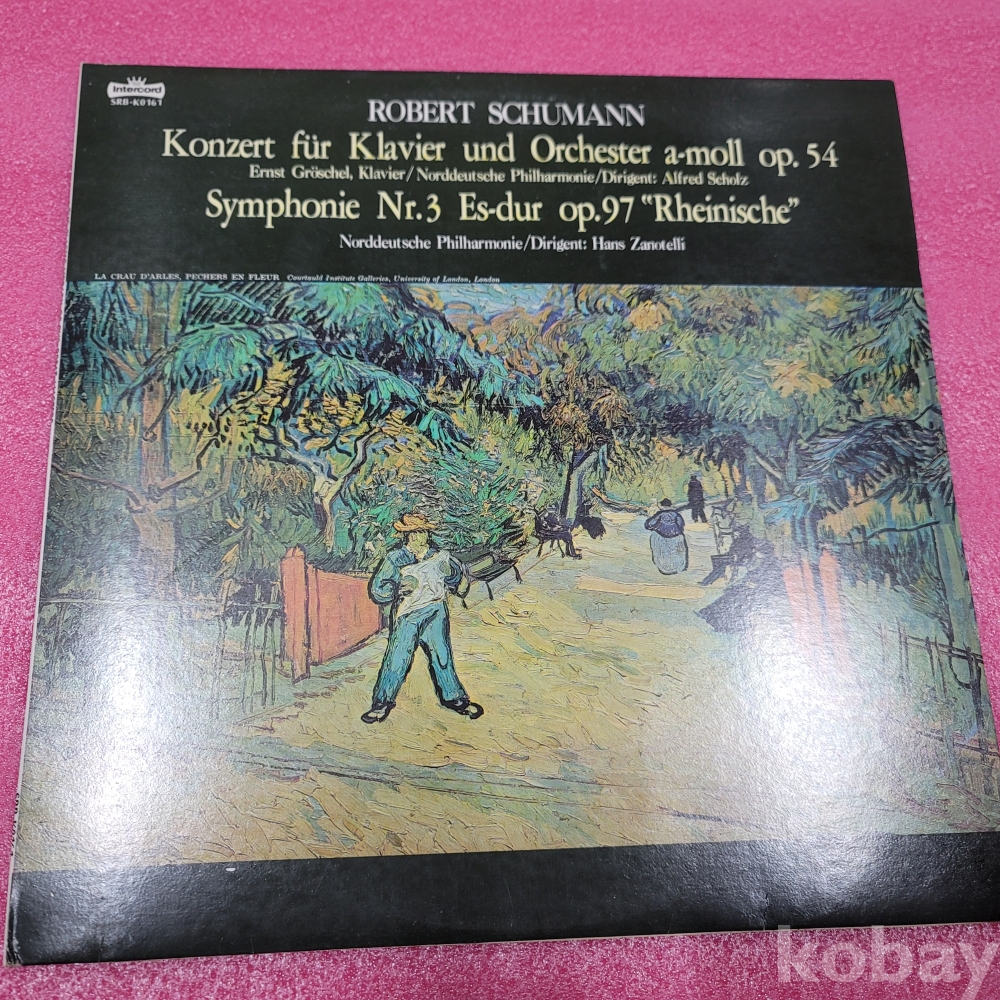 Intercord
SRB-K0161
ROBERT SCHUMANN
Konzert für Klavier und Orchester a-moll op. 54
Ernst Gröschel, Klavier/Norddeutsche Philharmonie/Dirigent: Alfred Scholz
Symphonie Nr. 3 Es-dur op.97 "Rheinische"
Norddeutsche Philharmonie/Dirigent: Hans Zanotelli
LA CRAU D'ARLES, PECHERS EN FLEUR Courtauld Institute Galleries, University of London, London
kobay